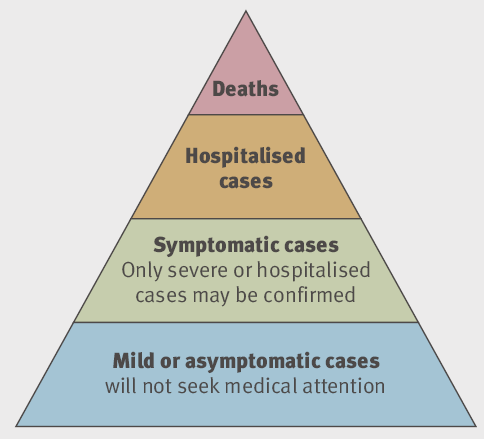 Deaths
Hospitalised
cases
Symptomatic cases
Only severe or hospitalised
cases may be confirmed
Mild or asymptomatic cases
will not seek medical attention